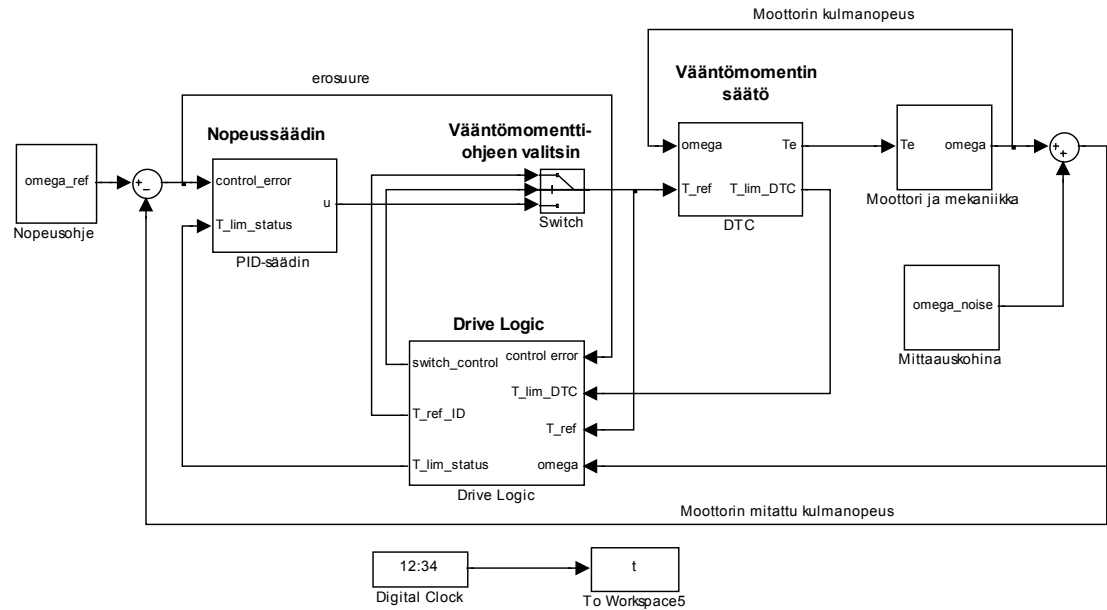 Moottorin kulmanopeus
erosuure
Vääntömomentin
säätö
Nopeussäädin
Vääntömomentti-
ohjeen valitsin
omega_ref
Nopeusohje
+
−
control_error
T_lim_status
u
PID-säädin
Switch
omega
T_ref
Te
T_lim_DTC
DTC
Te
omega
Moottori ja mekaniikka
+
+
omega_noise
Mittaauskohina
Drive Logic
switch_control
T_ref_ID
T_lim_status
control error
T_lim_DTC
T_ref
omega
Drive Logic
Moottorin mitattu kulmanopeus
12:34
Digital Clock
t
To Workspace5